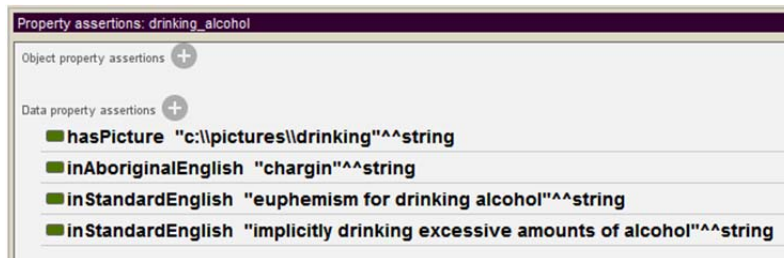 Property assertions: drinking_alcohol
Object property assertions
Data property assertions
hasPicture "c:\\pictures\\drinking"^^string
inAboriginalEnglish "chargin"^^string
inStandardEnglish "euphemism for drinking alcohol"^^string
inStandardEnglish "implicitly drinking excessive amounts of alcohol"^^string